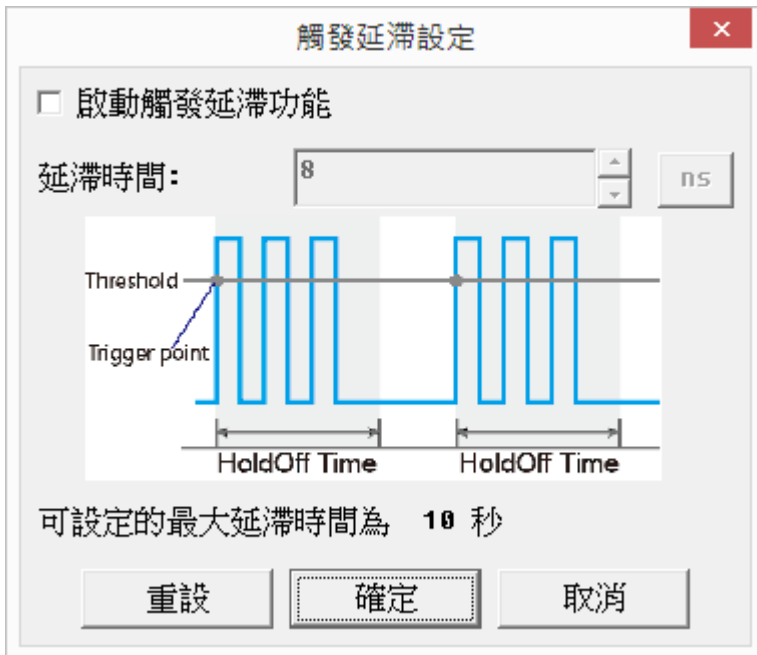 觸發延滯設定
啟動觸發延滯功能
延滯時間: 8 ns
Threshold
Trigger point
HoldOff Time HoldOff Time
可設定的最大延滯時間為 10 秒
重設 確定 取消